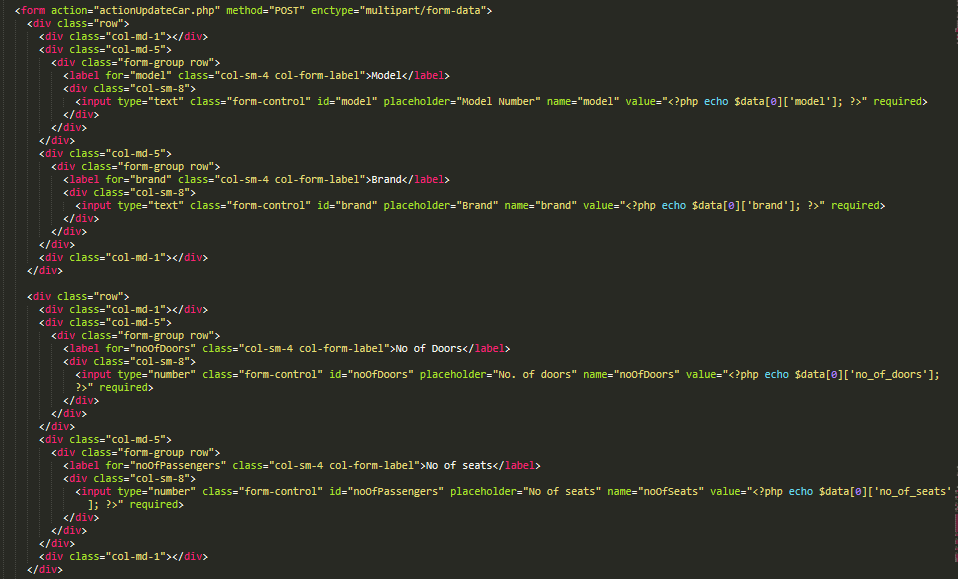 <form action="actionUpdateCar.php" method="POST" enctype="multipart/form-data">
<div class="row">
<div class="col-md-1"></div>
<div class="col-md-5">
<div class="form-group row">
<label for="model" class="col-sm-4 col-form-label">Model</label>
<div class="col-sm-8">
<input type="text" class="form-control" id="model" placeholder="Model Number" name="model" value="<?php echo $data[0]['model']; ?>" required>
</div>
</div>
</div>
<div class="col-md-5">
<div class="form-group row">
<label for="brand" class="col-sm-4 col-form-label">Brand</label>
<div class="col-sm-8">
<input type="text" class="form-control" id="brand" placeholder="Brand" name="brand" value="<?php echo $data[0]['brand']; ?>" required>
</div>
</div>
</div>
<div class="col-md-1"></div>
</div>
<div class="row">
<div class="col-md-1"></div>
<div class="col-md-5">
<div class="form-group row">
<label for="noOfDoors" class="col-sm-4 col-form-label">No of Doors</label>
<div class="col-sm-8">
<input type="number" class="form-control" id="noOfDoors" placeholder="No. of doors" name="noOfDoors" value="<?php echo $data[0]['no_of_doors'];
?>" required>
</div>
</div>
</div>
<div class="col-md-5">
<div class="form-group row">
<label for="noOfPassengers" class="col-sm-4 col-form-label">No of seats</label>
<div class="col-sm-8">
<input type="number" class="form-control" id="noOfPassengers" placeholder="No of seats" name="noOfSeats" value="<?php echo $data[0]['no_of_seats'
]; ?>" required>
</div>
</div>
</div>
<div class="col-md-1"></div>
</div>